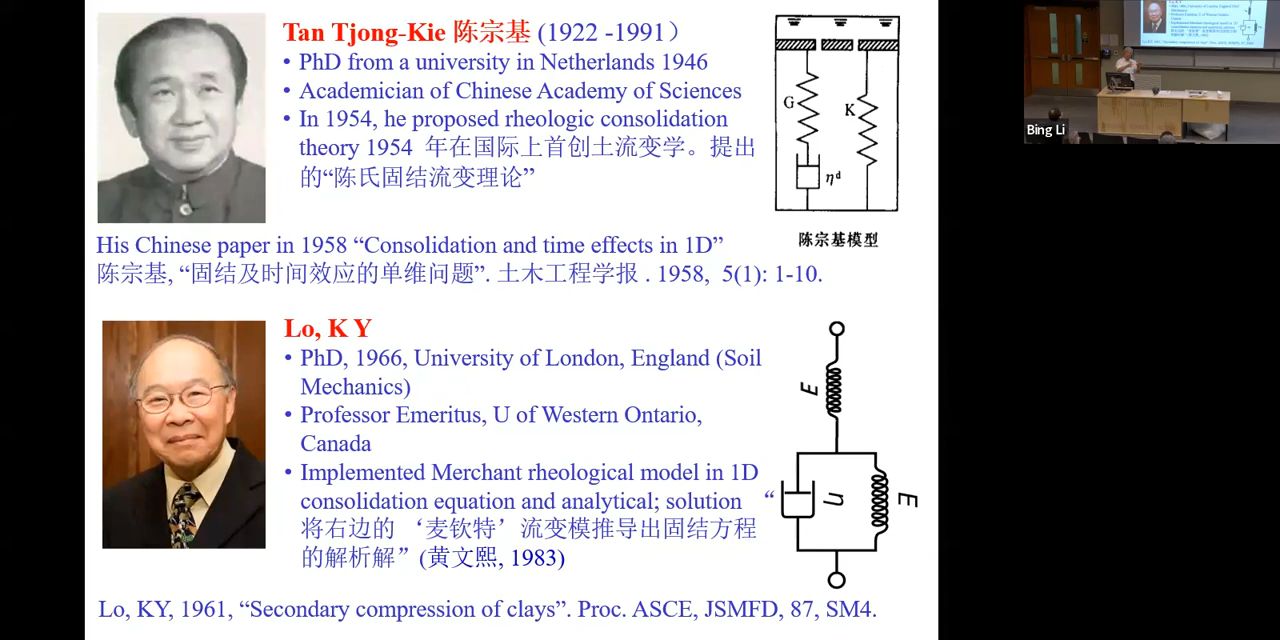 Tan Tjong-Kie 陈宗基 (1922 -1991）
• PhD from a university in Netherlands 1946
• Academician of Chinese Academy of Sciences
• In 1954, he proposed rheologic consolidation
theory 1954 年在国际上首创土流变学。提出
的“陈氏固结流变理论”
G
K
ηd
陈宗基模型
His Chinese paper in 1958 “Consolidation and time effects in 1D”
陈宗基, “固结及时间效应的单维问题”. 土木工程学报 . 1958, 5(1): 1-10.
Lo, K Y
• PhD, 1966, University of London, England (Soil
Mechanics)
• Professor Emeritus, U of Western Ontario,
Canada
• Implemented Merchant rheological model in 1D
consolidation equation and analytical; solution “
将右边的 ‘麦钦特’ 流变模推导出固结方程
的解析解” (黄文熙, 1983)
E
E
Lo, KY, 1961, “Secondary compression of clays”. Proc. ASCE, JSMFD, 87, SM4.
Bing Li